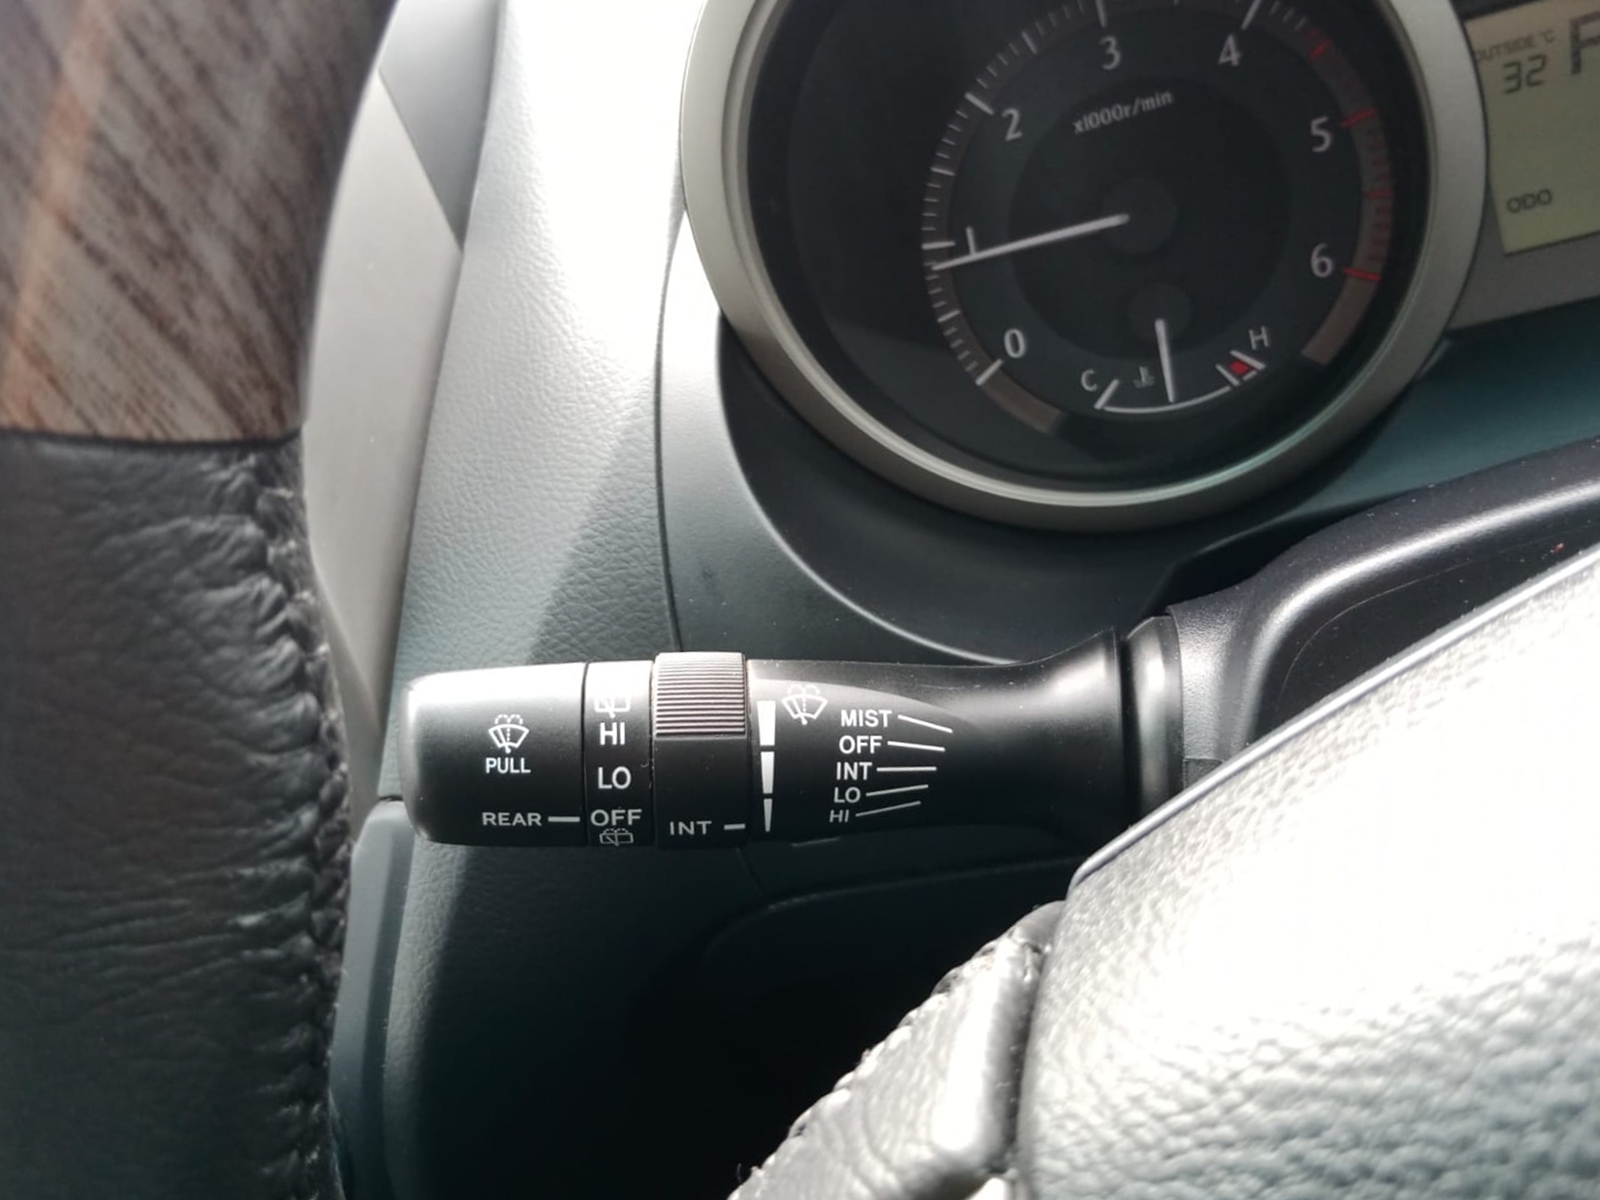 3
4
2
x1000r/min
5
1
6
0
C
H
OUTSIDE °C
32
ODO
PULL
REAR
HI
LO
OFF
INT
MIST
OFF
INT
LO
HI